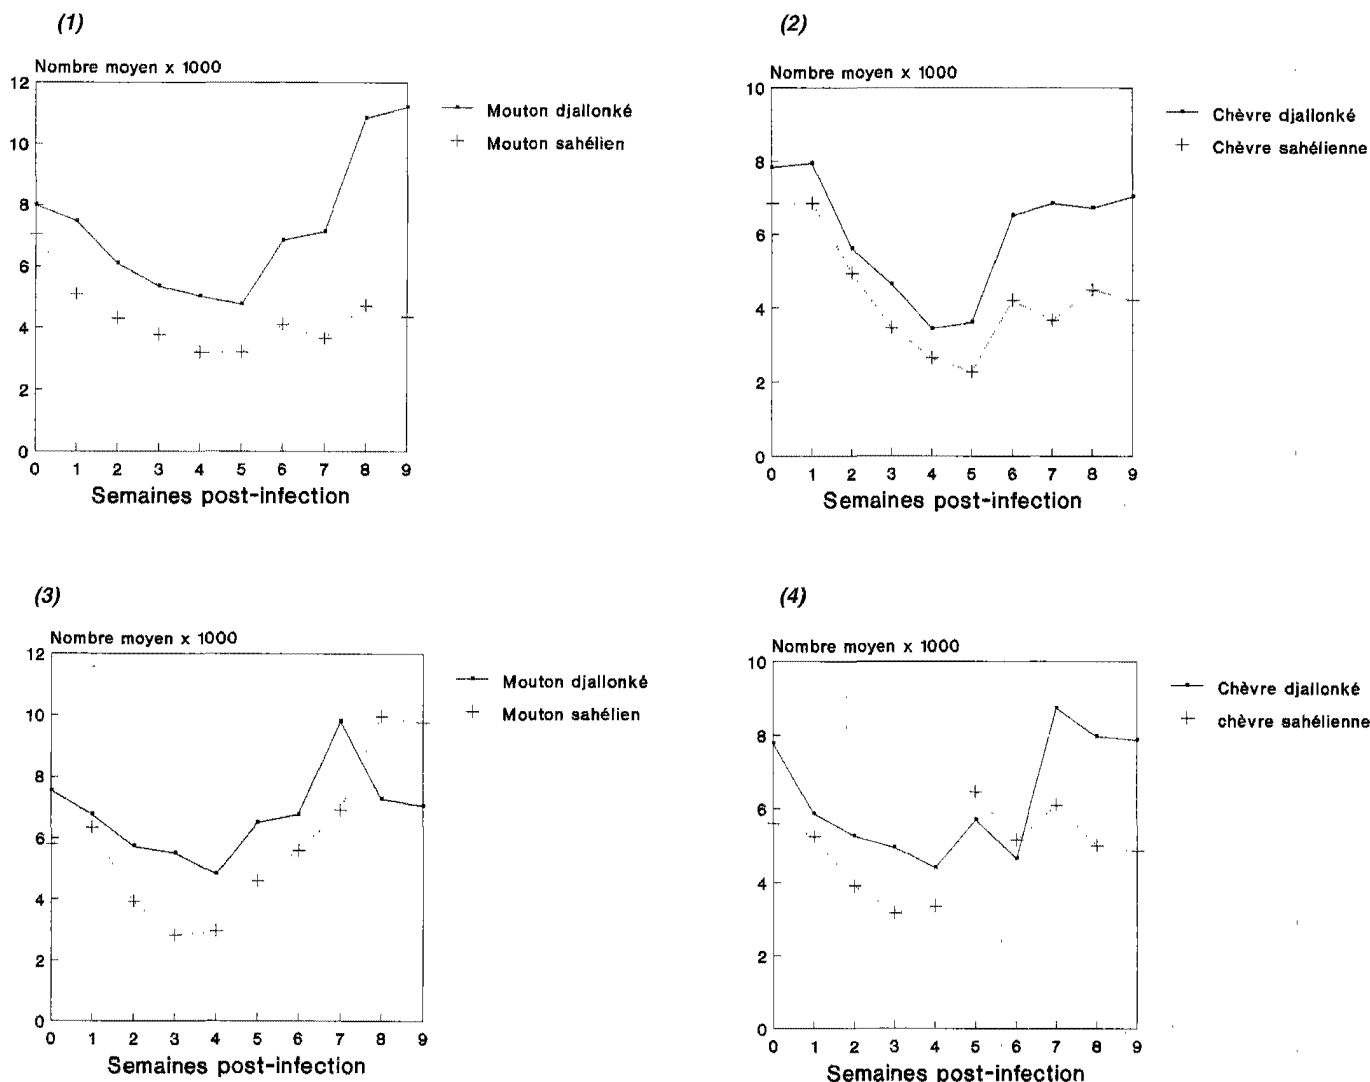 (1)
Nombre moyen x 1000
12
10
8
6
4
2
0
0 1 2 3 4 5 6 7 8 9
Semaines post-infection
Mouton djallonké
Mouton sahélien
(2)
Nombre moyen x 1000
10
8
6
4
2
0
0 1 2 3 4 5 6 7 8 9
Semaines post-infection
Chèvre djallonké
Chèvre sahélienne
(3)
Nombre moyen x 1000
12
10
8
6
4
2
0
0 1 2 3 4 5 6 7 8 9
Semaines post-infection
Mouton djallonké
Mouton sahélien
(4)
Nombre moyen x 1000
10
8
6
4
2
0
0 1 2 3 4 5 6 7 8 9
Semaines post-infection
Chèvre djallonké
chèvre sahélienne